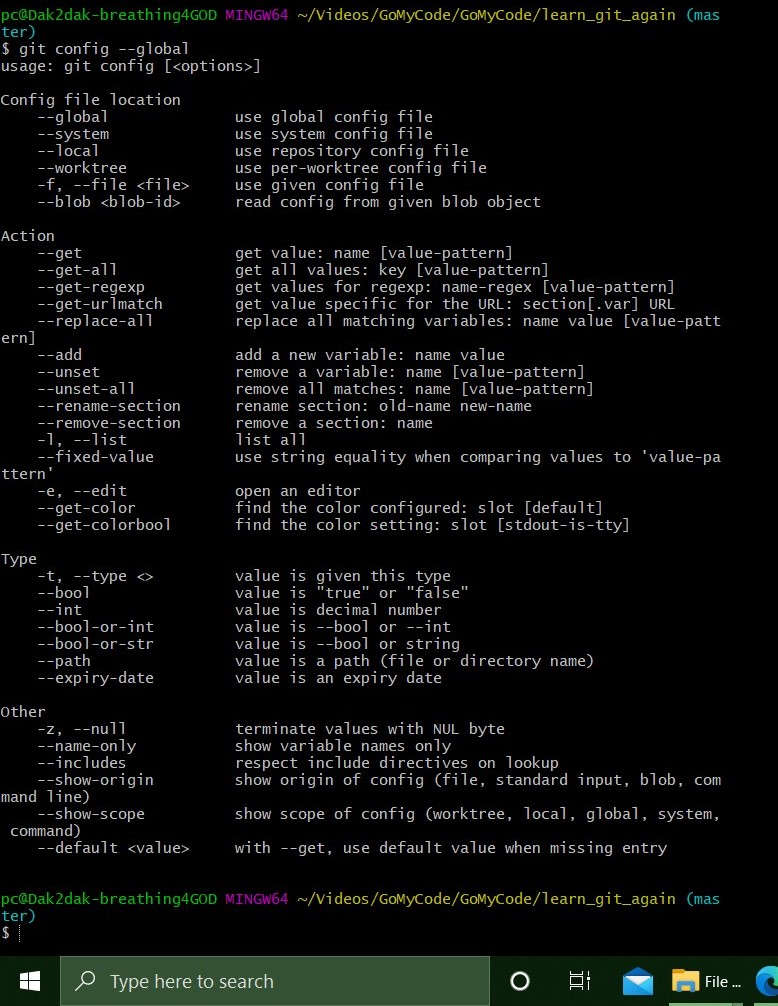 pc@Dak2dak-breathing4GOD MINGW64 ~/Videos/GoMyCode/GoMyCode/learn_git_again (mas
ter)
$ git config --global
usage: git config [<options>]
Config file location
    --global              use global config file
    --system              use system config file
    --local               use repository config file
    --worktree            use per-worktree config file
    -f, --file <file>     use given config file
    --blob <blob-id>      read config from given blob object
Action
    --get                 get value: name [value-pattern]
    --get-all             get all values: key [value-pattern]
    --get-regexp          get values for regexp: name-regex [value-pattern]
    --get-urlmatch        get value specific for the URL: section[.var] URL
    --replace-all         replace all matching variables: name value [value-patt
ern]
    --add                 add a new variable: name value
    --unset               remove a variable: name [value-pattern]
    --unset-all           remove all matches: name [value-pattern]
    --rename-section      rename section: old-name new-name
    --remove-section      remove a section: name
    -l, --list            list all
    --fixed-value         use string equality when comparing values to 'value-pa
ttern'
    -e, --edit            open an editor
    --get-color           find the color configured: slot [default]
    --get-colorbool       find the color setting: slot [stdout-is-tty]
Type
    -t, --type <>         value is given this type
    --bool                value is "true" or "false"
    --int                 value is decimal number
    --bool-or-int         value is --bool or --int
    --bool-or-str         value is --bool or string
    --path                value is a path (file or directory name)
    --expiry-date         value is an expiry date
Other
    -z, --null            terminate values with NUL byte
    --name-only           show variable names only
    --includes            respect include directives on lookup
    --show-origin         show origin of config (file, standard input, blob, com
mand line)
    --show-scope          show scope of config (worktree, local, global, system,
 command)
    --default <value>     with --get, use default value when missing entry
pc@Dak2dak-breathing4GOD MINGW64 ~/Videos/GoMyCode/GoMyCode/learn_git_again (mas
ter)
$
Type here to search
File ...